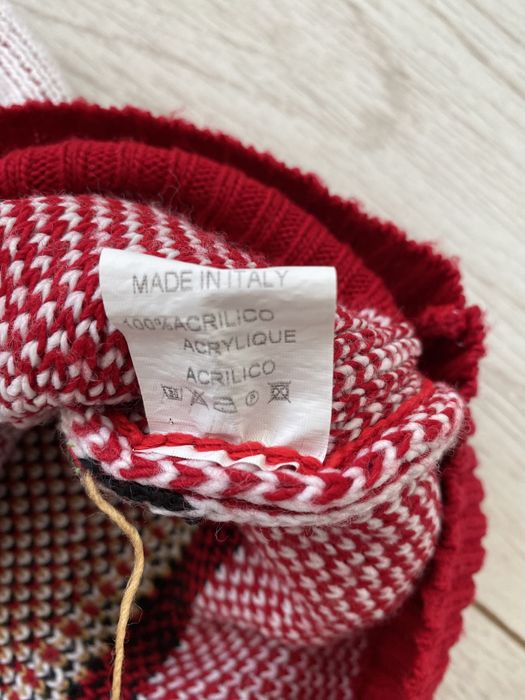 MADE IN ITALY
100% ACRILICO
ACRYLIQUE
ACRILICO